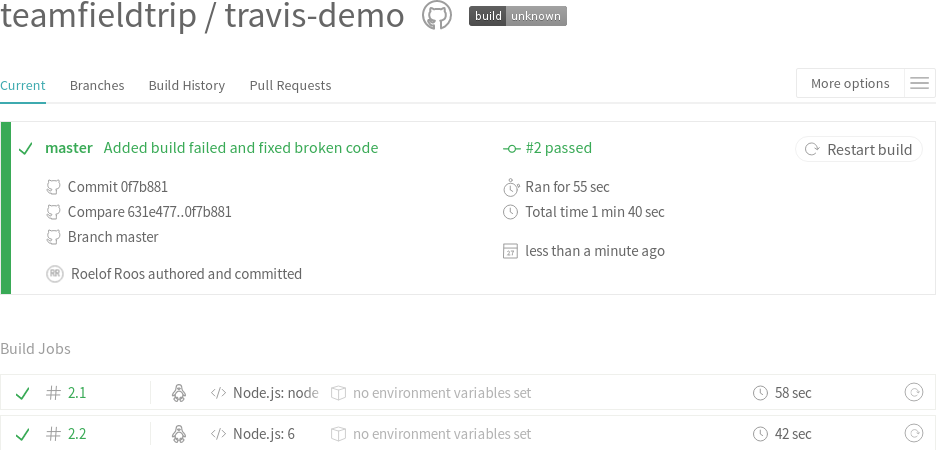 teamfieldtrip / travis-demo build unknown
Current Branches Build History Pull Requests More options
master Added build failed and fixed broken code #2 passed Restart build
Commit 0f7b881 Ran for 55 sec
Compare 631e477..0f7b881 Total time 1 min 40 sec
Branch master
27 less than a minute ago
RR Roelof Roos authored and committed
Build Jobs
# 2.1 </> Node.js: node no environment variables set 58 sec
# 2.2 </> Node.js: 6 no environment variables set 42 sec